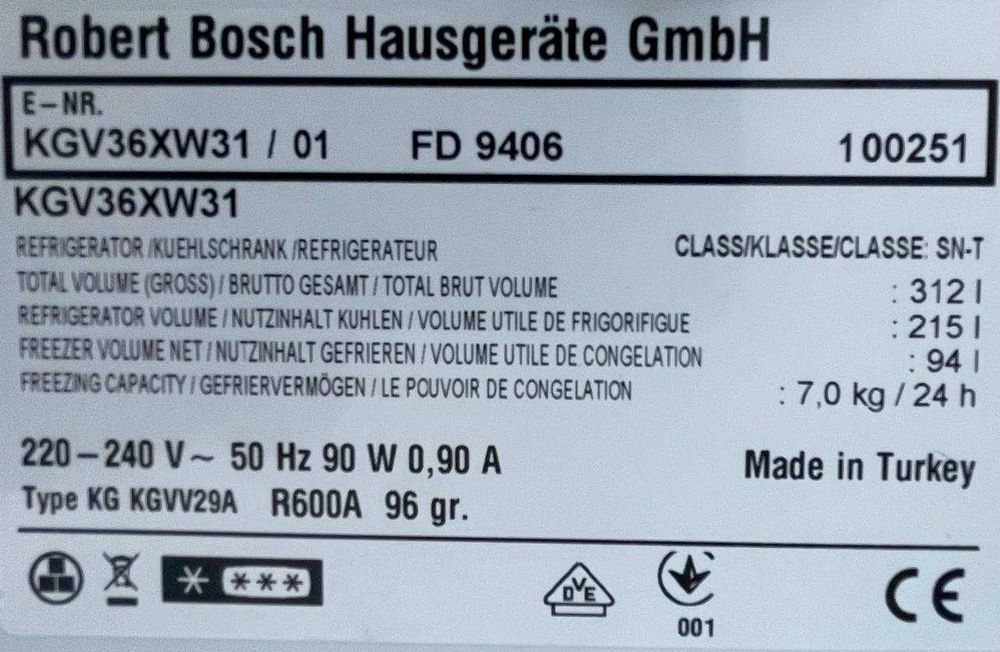 Robert Bosch Hausgeräte GmbH
E-NR.
KGV36XW31 / 01 FD 9406 100251
KGV36XW31
REFRIGERATOR /KUEHLSCHRANK /REFRIGERATEUR CLASS/KLASSE/CLASSE: SN-T
TOTAL VOLUME (GROSS) / BRUTTO GESAMT / TOTAL BRUT VOLUME : 312 l
REFRIGERATOR VOLUME / NUTZINHALT KUHLEN / VOLUME UTILE DE FRIGORIFIGUE : 215 l
FREEZER VOLUME NET / NUTZINHALT GEFRIEREN / VOLUME UTILE DE CONGELATION : 94 l
FREEZING CAPACITY / GEFRIERVERMÖGEN / LE POUVOIR DE CONGELATION : 7,0 kg / 24 h
220-240 V~ 50 Hz 90 W 0,90 A Made in Turkey
Type KG KGVV29A R600A 96 gr.
DVE
001
CE